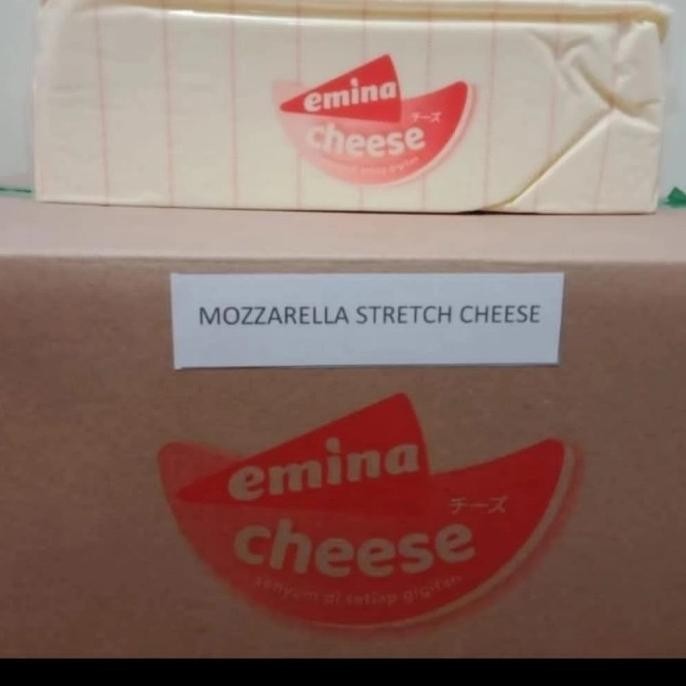 emina
チーズ
cheese
MOZZARELLA STRETCH CHEESE
emina
チーズ
cheese
senyum di setiap gigitan